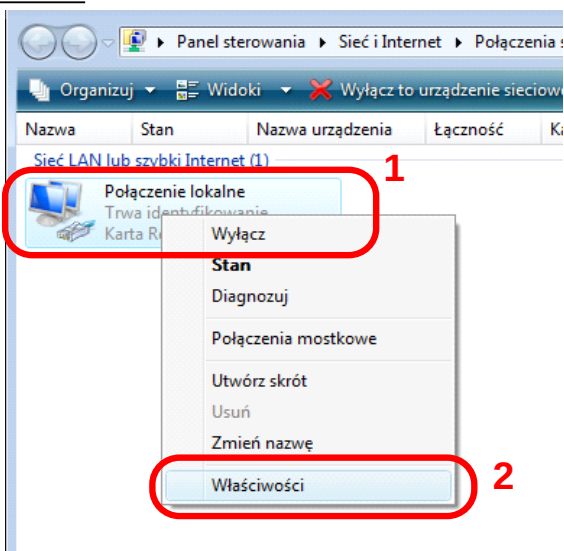 Panel sterowania Sieć i Internet Połączenia
Organizuj Widoki Wyłącz to urządzenie sieciowe
Nazwa Stan Nazwa urządzenia Łączność
Sieć LAN lub szybki Internet (1)
1
Połączenie lokalne
Trwa identyfikowanie
Karta
Wyłącz
Stan
Diagnozuj
Połączenia mostkowe
Utwórz skrót
Usuń
Zmień nazwę
Właściwości
2